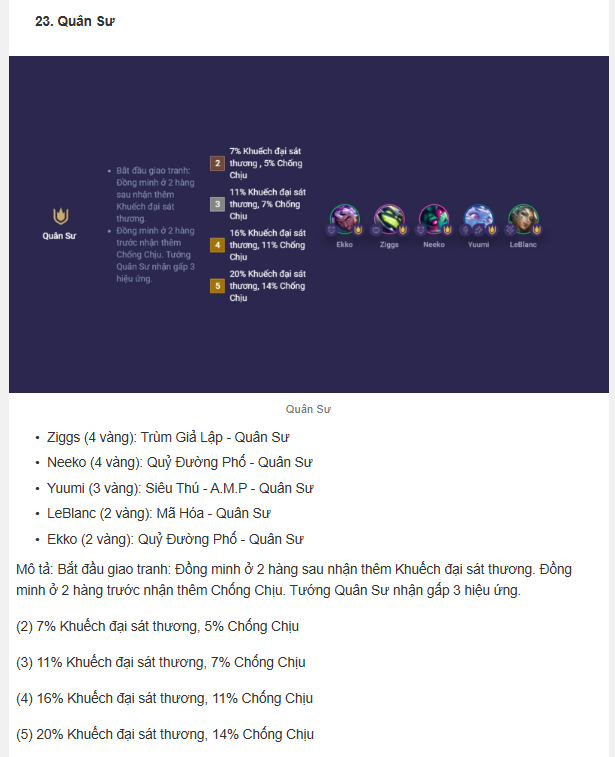 23. Quân Sư
Quân Sư
Bắt đầu giao tranh:
Đồng minh ở 2 hàng
sau nhận thêm
Khuếch đại sát
thương.
Đồng minh ở 2 hàng
trước nhận thêm
Chống Chịu. Tướng
Quân Sư nhận gấp 3
hiệu ứng.
2
7% Khuếch đại sát
thương , 5% Chống
Chịu
3
11% Khuếch đại sát
thương, 7% Chống
Chịu
4
16% Khuếch đại sát
thương, 11% Chống
Chịu
5
20% Khuếch đại sát
thương, 14% Chống
Chịu
Ekko
Ziggs
Neeko
Yuumi
LeBlanc
Quân Sư
• Ziggs (4 vàng): Trùm Giả Lập - Quân Sư
• Neeko (4 vàng): Quỷ Đường Phố - Quân Sư
• Yuumi (3 vàng): Siêu Thú - A.M.P - Quân Sư
• LeBlanc (2 vàng): Mã Hóa - Quân Sư
• Ekko (2 vàng): Quỷ Đường Phố - Quân Sư
Mô tả: Bắt đầu giao tranh: Đồng minh ở 2 hàng sau nhận thêm Khuếch đại sát thương. Đồng
minh ở 2 hàng trước nhận thêm Chống Chịu. Tướng Quân Sư nhận gấp 3 hiệu ứng.
(2) 7% Khuếch đại sát thương, 5% Chống Chịu
(3) 11% Khuếch đại sát thương, 7% Chống Chịu
(4) 16% Khuếch đại sát thương, 11% Chống Chịu
(5) 20% Khuếch đại sát thương, 14% Chống Chịu